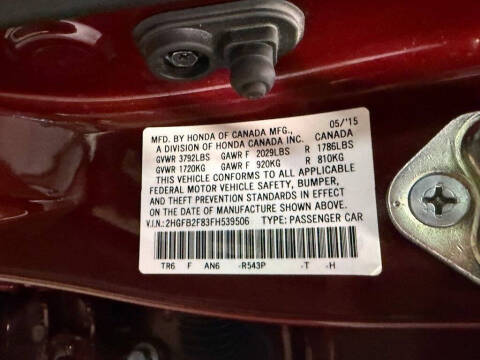 MFD. BY HONDA OF CANADA MFG., 05/'15
A DIVISION OF HONDA CANADA INC. CANADA
GVWR 3792LBS GAWR F 2029LBS R 1786LBS
GVWR 1720KG GAWR F 920KG R 810KG
THIS VEHICLE CONFORMS TO ALL APPLICABLE
FEDERAL MOTOR VEHICLE SAFETY, BUMPER,
AND THEFT PREVENTION STANDARDS IN EFFECT
ON THE DATE OF MANUFACTURE SHOWN ABOVE.
V.I.N.: 2HGFB2F83FH539506 TYPE: PASSENGER CAR
TR6 F AN6 -R543P -T -H